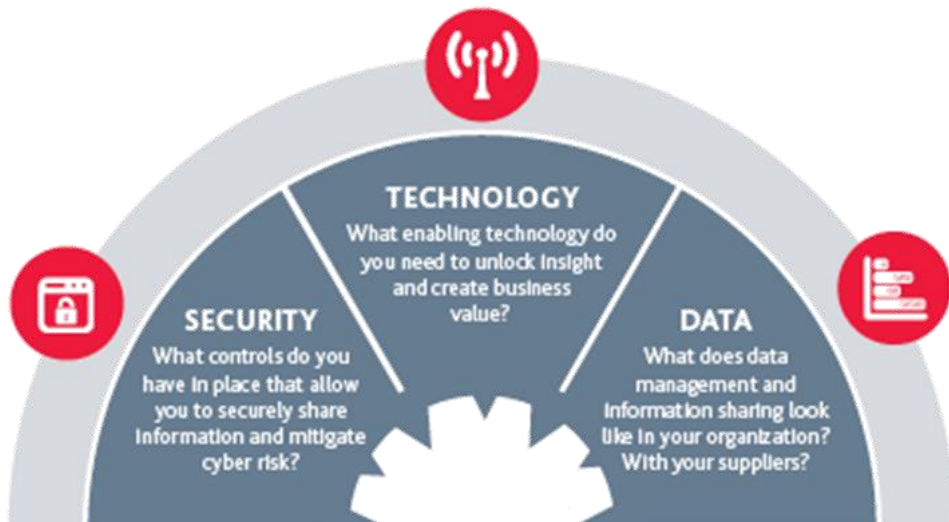 TECHNOLOGY
What enabling technology do
you need to unlock insight
and create business
value?
SECURITY
What controls do you
have in place that allow
you to securely share
information and mitigate
cyber risk?
DATA
What does data
management and
information sharing look
like in your organization?
With your suppliers?